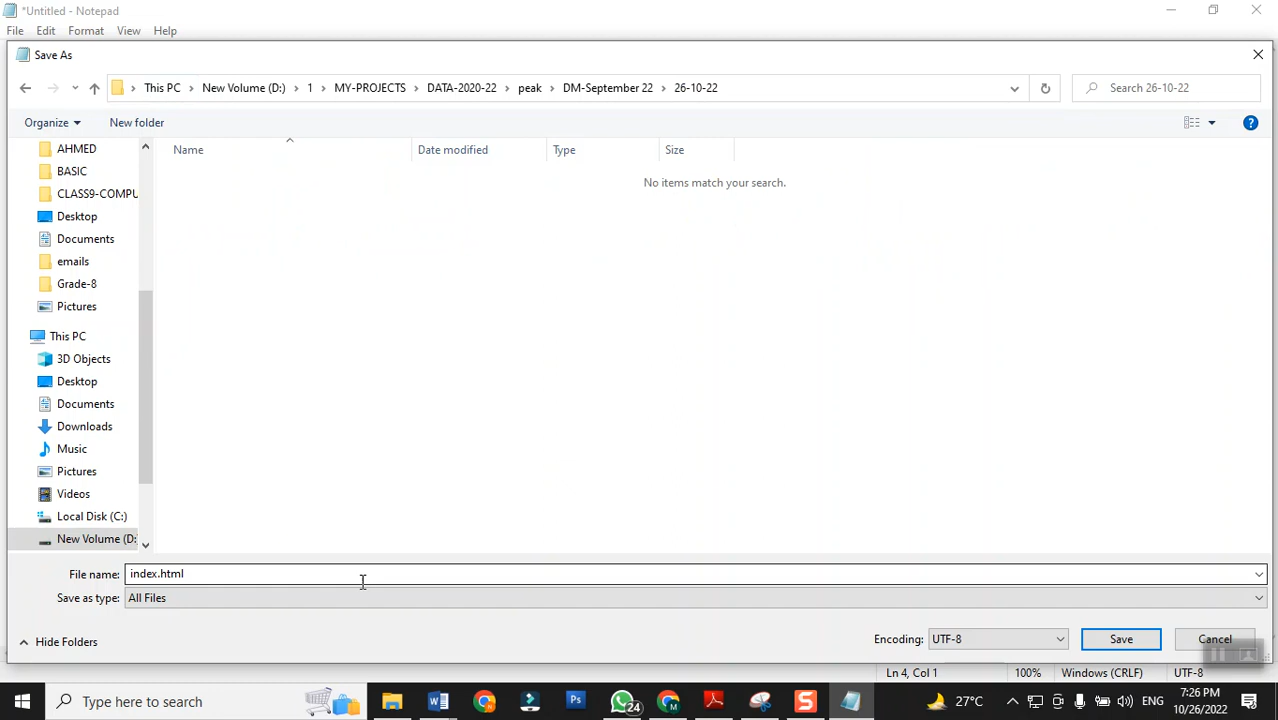 *Untitled - Notepad
File Edit Format View Help
Save As
This PC New Volume (D:) 1 MY-PROJECTS DATA-2020-22 peak DM-September 22 26-10-22 Search 26-10-22
Organize New folder
Name Date modified Type Size
No items match your search.
AHMED
BASIC
CLASS9-COMPU
Desktop
Documents
emails
Grade-8
Pictures
This PC
3D Objects
Desktop
Documents
Downloads
Music
Pictures
Videos
Local Disk (C:)
New Volume (D:
File name: index.html
Save as type: All Files
Hide Folders Encoding: UTF-8 Save Cancel
Ln 4, Col 1 100% Windows (CRLF) UTF-8
Type here to search 24 27°C ENG 7:26 PM
10/26/2022